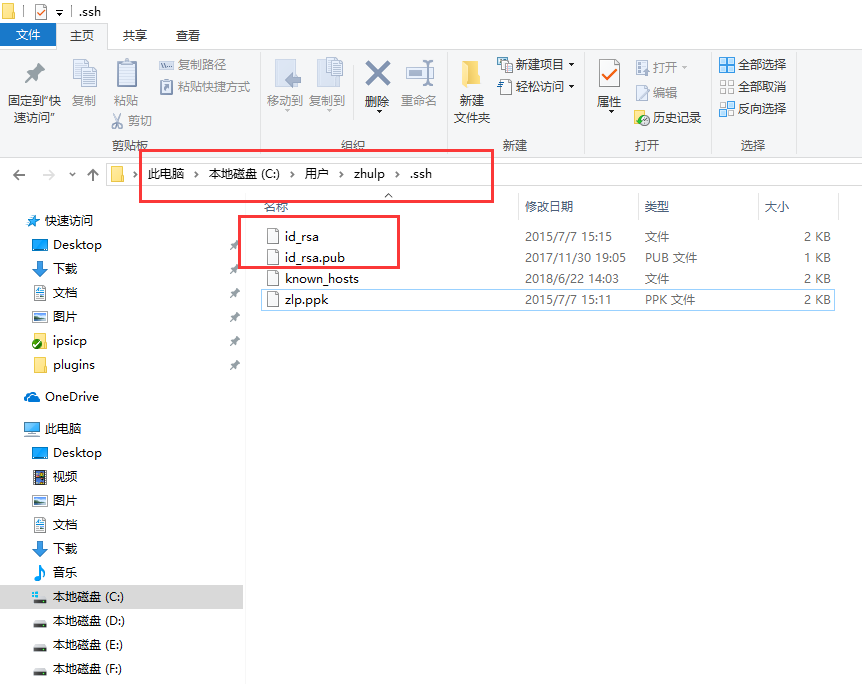 .ssh
文件 主页 共享 查看
固定到“快速访问”
复制
粘贴
复制路径
粘贴快捷方式
剪切
剪贴板
移动到
复制到
删除
重命名
组织
新建文件夹
新建项目
轻松访问
新建
属性
打开
编辑
历史记录
打开
全部选择
全部取消
反向选择
选择
此电脑 › 本地磁盘 (C:) › 用户 › zhulp › .ssh
名称 修改日期 类型 大小
id_rsa 2015/7/7 15:15 文件 2 KB
id_rsa.pub 2017/11/30 19:05 PUB 文件 1 KB
known_hosts 2018/6/22 14:03 文件 2 KB
zlp.ppk 2015/7/7 15:11 PPK 文件 2 KB
快速访问
Desktop
下载
文档
图片
ipsicp
plugins
OneDrive
此电脑
Desktop
视频
图片
文档
下载
音乐
本地磁盘 (C:)
本地磁盘 (D:)
本地磁盘 (E:)
本地磁盘 (F:)